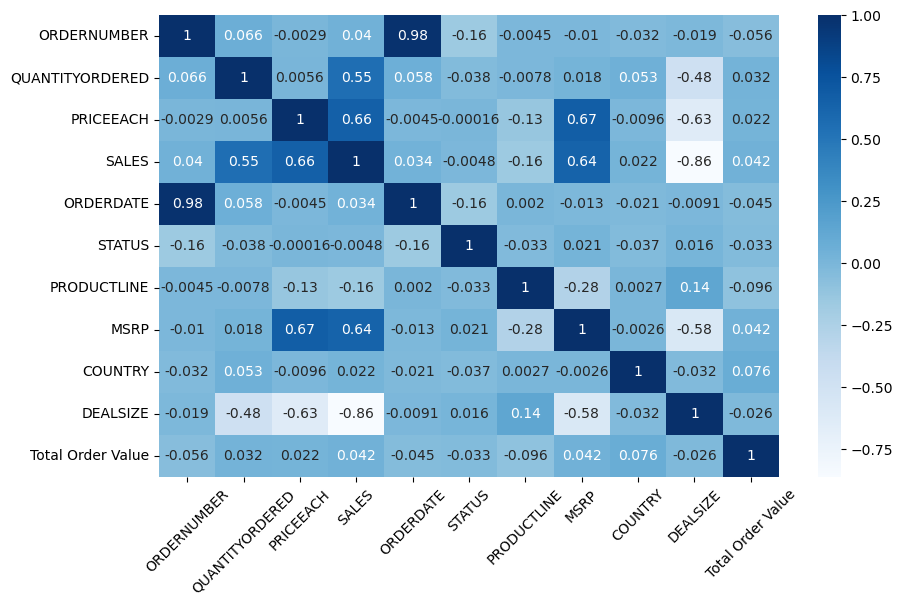 ORDERNUMBER 1 0.066 -0.0029 0.04 0.98 -0.16 -0.0045 -0.01 -0.032 -0.019 -0.056
QUANTITYORDERED 0.066 1 0.0056 0.55 0.058 -0.038 -0.0078 0.018 0.053 -0.48 0.032
PRICEEACH -0.0029 0.0056 1 0.66 -0.0045 -0.00016 -0.13 0.67 -0.0096 -0.63 0.022
SALES 0.04 0.55 0.66 1 0.034 -0.0048 -0.16 0.64 0.022 -0.86 0.042
ORDERDATE 0.98 0.058 -0.0045 0.034 1 -0.16 0.002 -0.013 -0.021 -0.0091 -0.045
STATUS -0.16 -0.038 -0.00016 -0.0048 -0.16 1 -0.033 0.021 -0.037 0.016 -0.033
PRODUCTLINE -0.0045 -0.0078 -0.13 -0.16 0.002 -0.033 1 -0.28 0.0027 0.14 -0.096
MSRP -0.01 0.018 0.67 0.64 -0.013 0.021 -0.28 1 -0.0026 -0.58 0.042
COUNTRY -0.032 0.053 -0.0096 0.022 -0.021 -0.037 0.0027 -0.0026 1 -0.032 0.076
DEALSIZE -0.019 -0.48 -0.63 -0.86 -0.0091 0.016 0.14 -0.58 -0.032 1 -0.026
Total Order Value -0.056 0.032 0.022 0.042 -0.045 -0.033 -0.096 0.042 0.076 -0.026 1
ORDERNUMBER QUANTITYORDERED PRICEEACH SALES ORDERDATE STATUS PRODUCTLINE MSRP COUNTRY DEALSIZE Total Order Value
1.00
0.75
0.50
0.25
0.00
-0.25
-0.50
-0.75